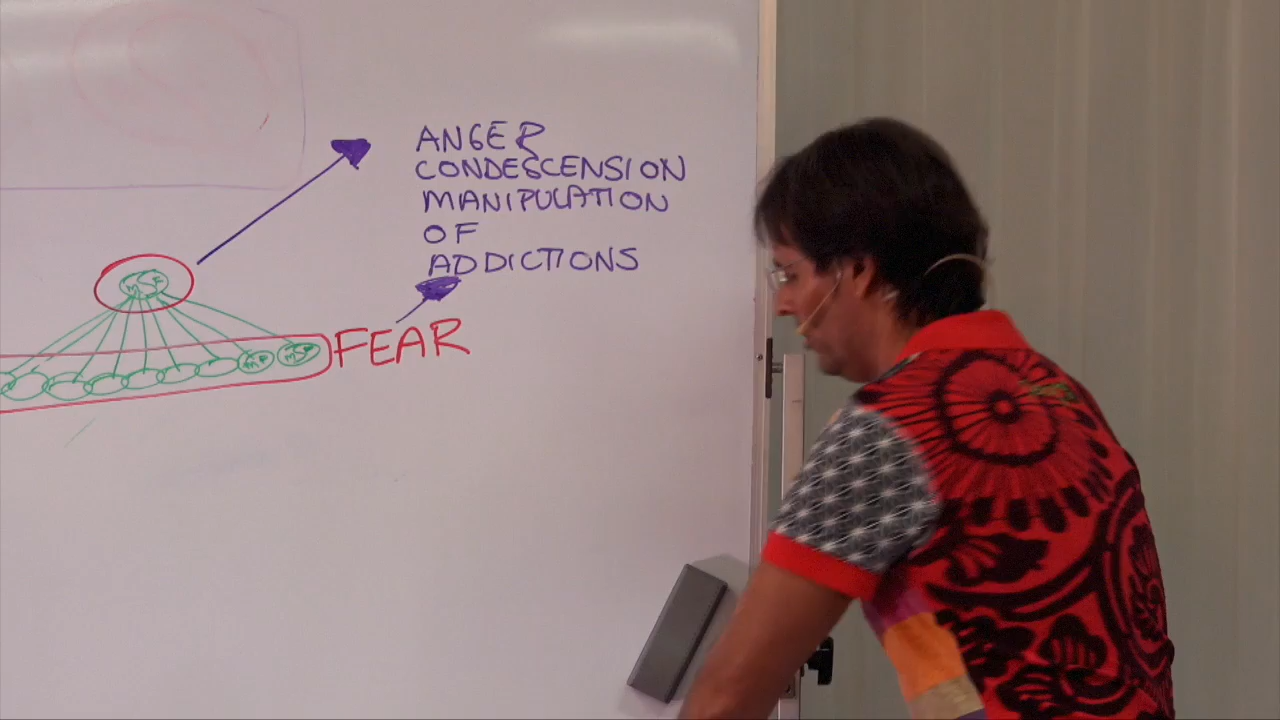 ANGER
CONDESCENSION
MANIPULATION
OF
ADDICTIONS
FEAR